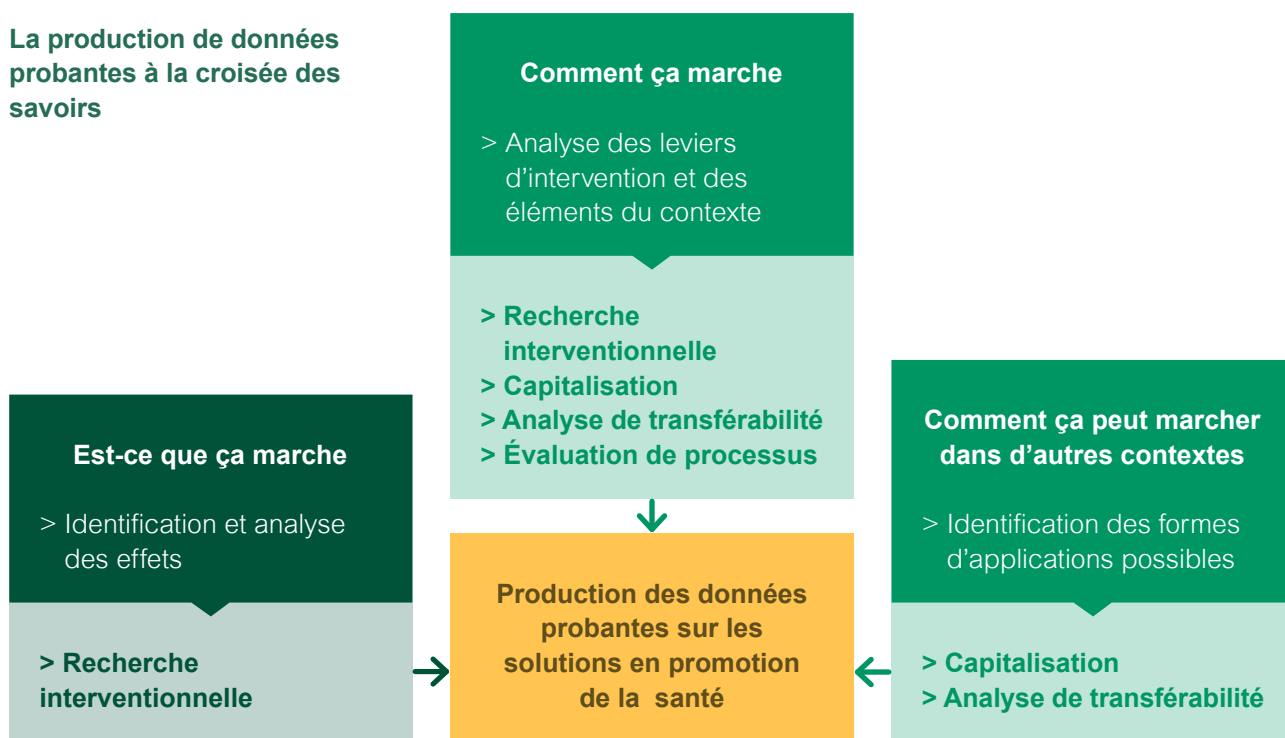 La production de données
probantes à la croisée des
savoirs
Comment ça marche
> Analyse des leviers
d'intervention et des
éléments du contexte
> Recherche
interventionnelle
> Capitalisation
> Analyse de transférabilité
> Évaluation de processus
Est-ce que ça marche
> Identification et analyse
des effets
> Recherche
interventionnelle
Production des données
probantes sur les
solutions en promotion
de la santé
Comment ça peut marcher
dans d'autres contextes
> Identification des formes
d'applications possibles
> Capitalisation
> Analyse de transférabilité